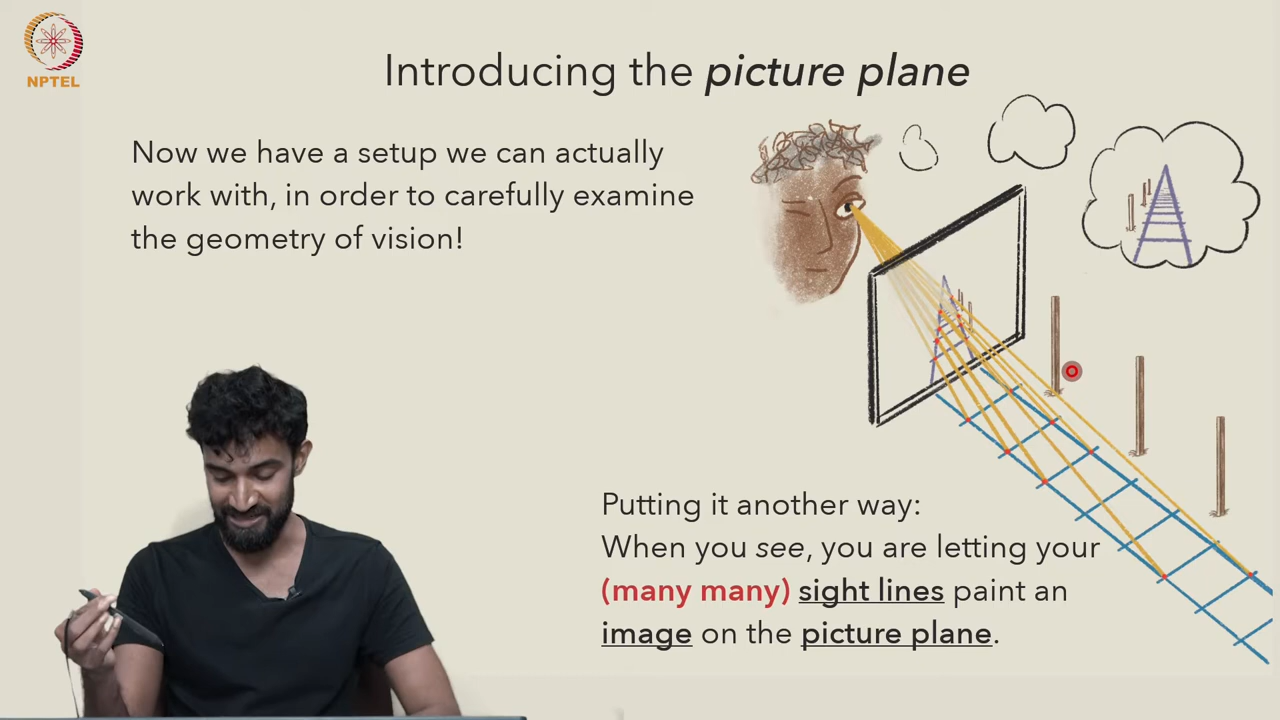 NPTEL
Introducing the picture plane
Now we have a setup we can actually
work with, in order to carefully examine
the geometry of vision!
Putting it another way:
When you see, you are letting your
(many many) sight lines paint an
image on the picture plane.